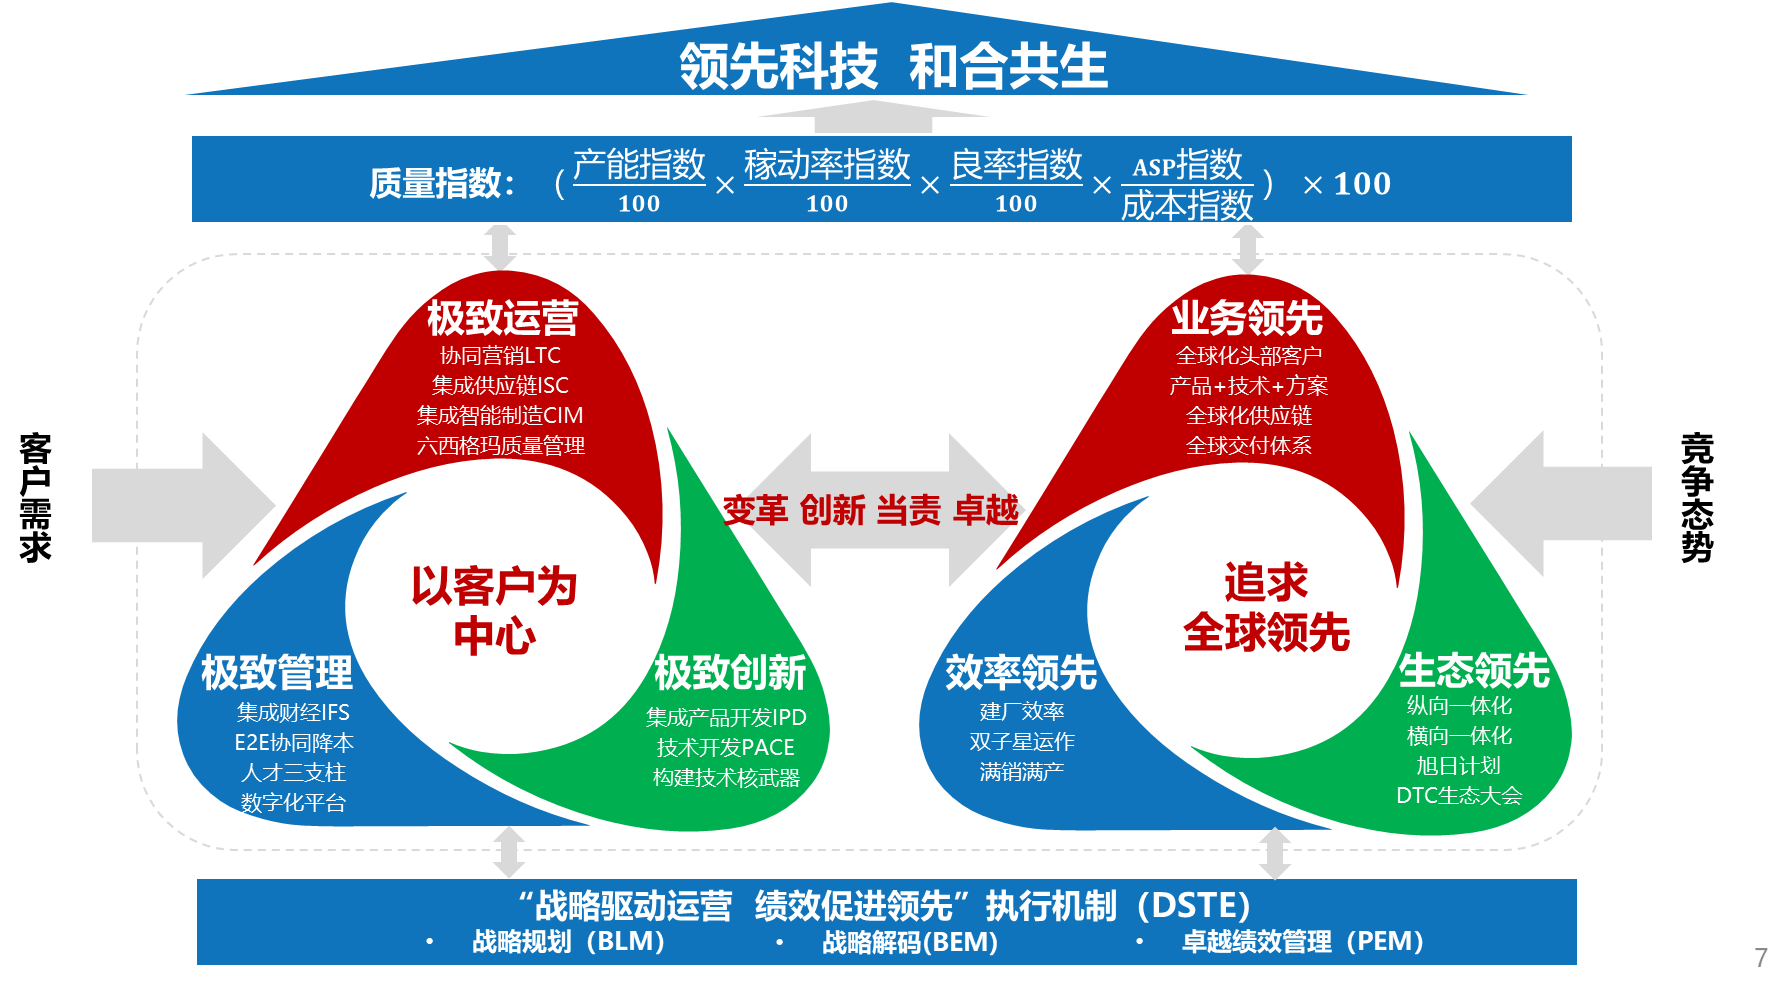 领先科技 和合共生
质量指数：（产能指数/100 × 稼动率指数/100 × 良率指数/100 × ASP指数/成本指数）× 100
客户需求
极致运营
协同营销LTC
集成供应链ISC
集成智能制造CIM
六西格玛质量管理
以客户为
中心
极致管理
集成财经IFS
E2E协同降本
人才三支柱
数字化平台
极致创新
集成产品开发IPD
技术开发PACE
构建技术核武器
变革 创新 当责 卓越
业务领先
全球化头部客户
产品+技术+方案
全球化供应链
全球交付体系
追求
全球领先
效率领先
建厂效率
双子星运作
满销满产
生态领先
纵向一体化
横向一体化
旭日计划
DTC生态大会
竞争态势
“战略驱动运营 绩效促进领先”执行机制（DSTE）
• 战略规划（BLM） • 战略解码(BEM) • 卓越绩效管理（PEM）
7